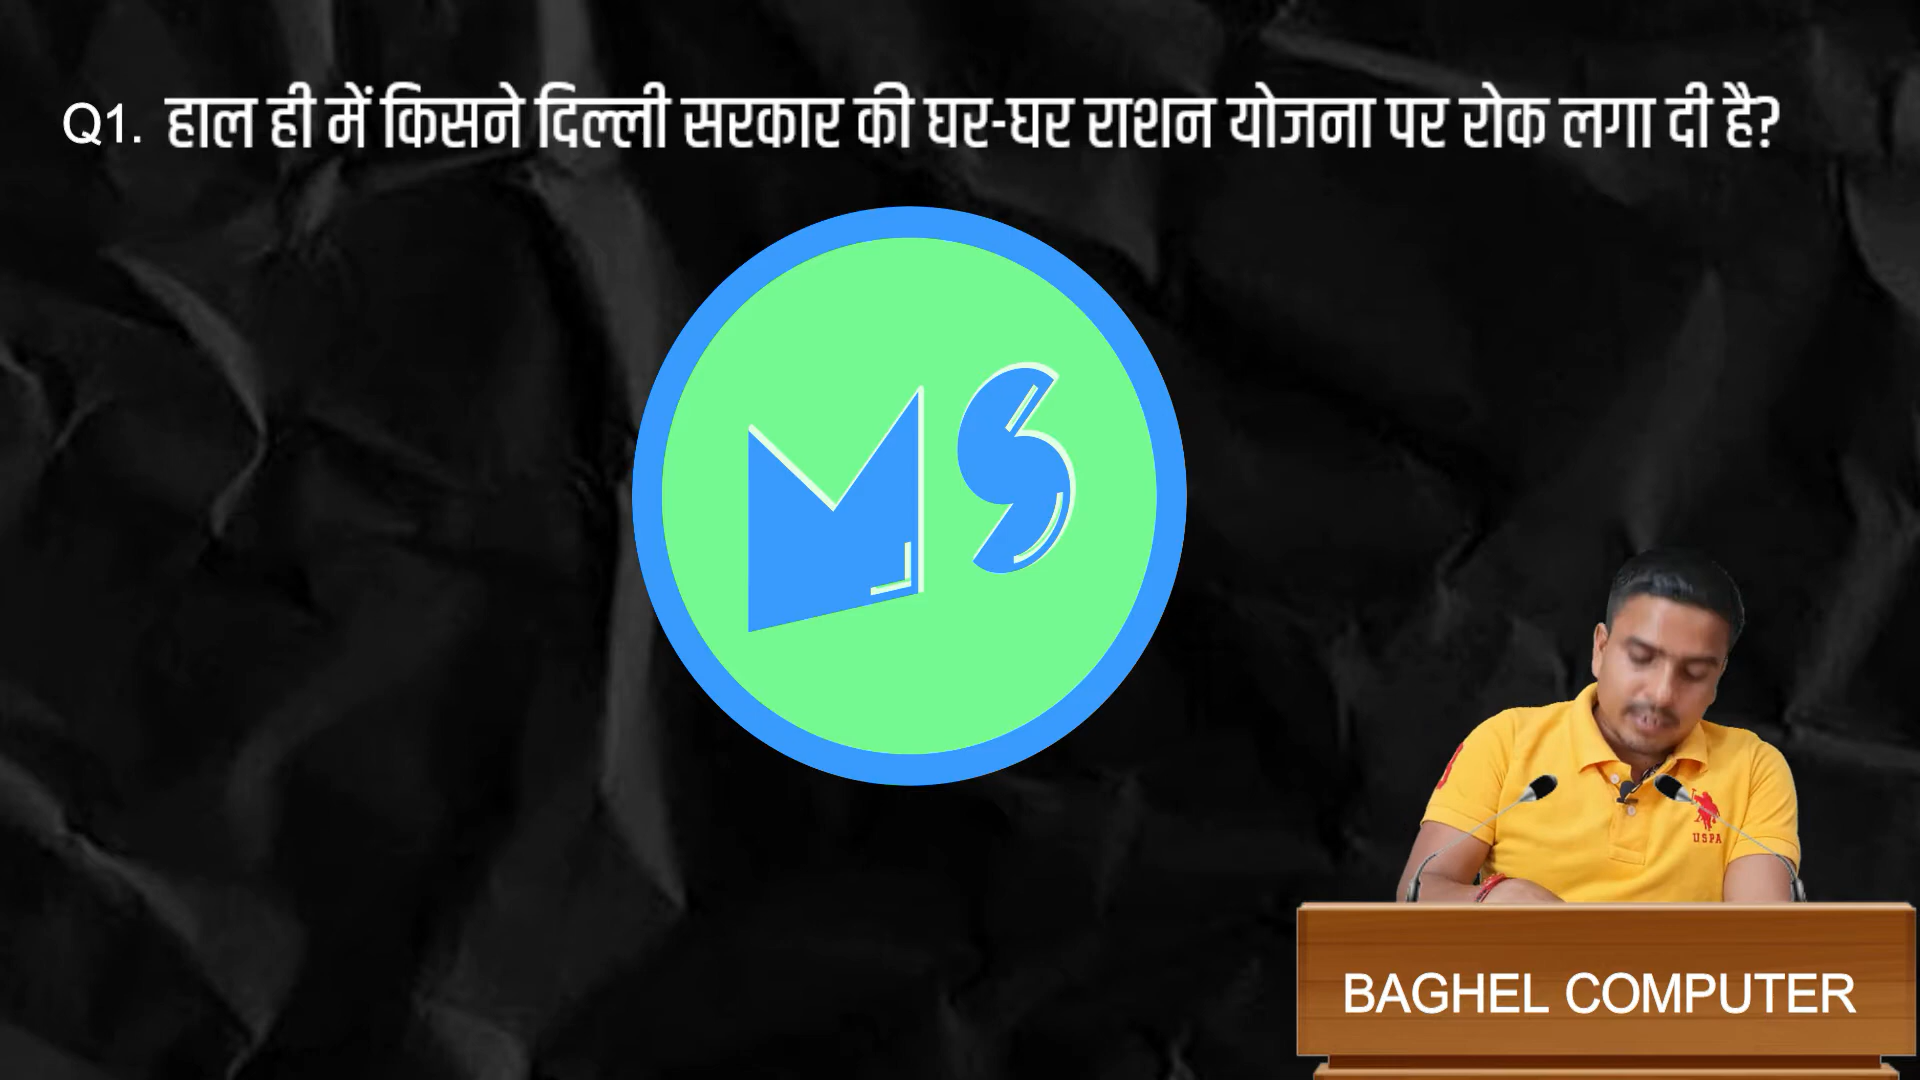 Q1. हाल ही में किसने दिल्ली सरकार की घर-घर राशन योजना पर रोक लगा दी है?
MS
USPA
BAGHEL COMPUTER